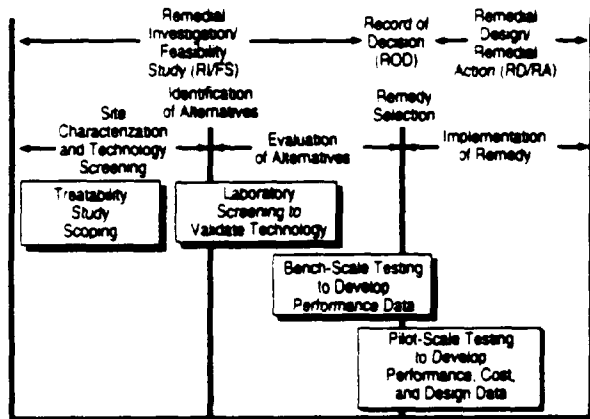 Remedial
Investigation/
Feasibility
Study (RI/FS)
Record of
Decision
(ROD)
Remedial
Design/
Remedial
Action (RD/RA)
Identification
of Alternatives
Remedy
Selection
Site
Characterization
and Technology
Screening
Evaluation
of Alternatives
Implementation
of Remedy
Treatability
Study
Scoping
Laboratory
Screening to
Validate Technology
Bench-Scale Testing
to Develop
Performance Data
Pilot-Scale Testing
to Develop
Performance, Cost,
and Design Data